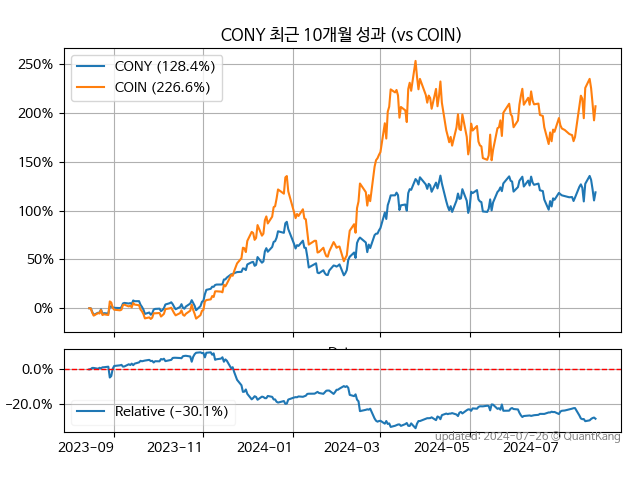 CONY 최근 10개월 성과 (vs COIN)
CONY (128.4%)
COIN (226.6%)
250%
200%
150%
100%
50%
0%
0.0%
−20.0%
Relative (−30.1%)
2023-09 2023-11 2024-01 2024-03 2024-05 2024-07
updated: 2024-07-26 © QuantKang